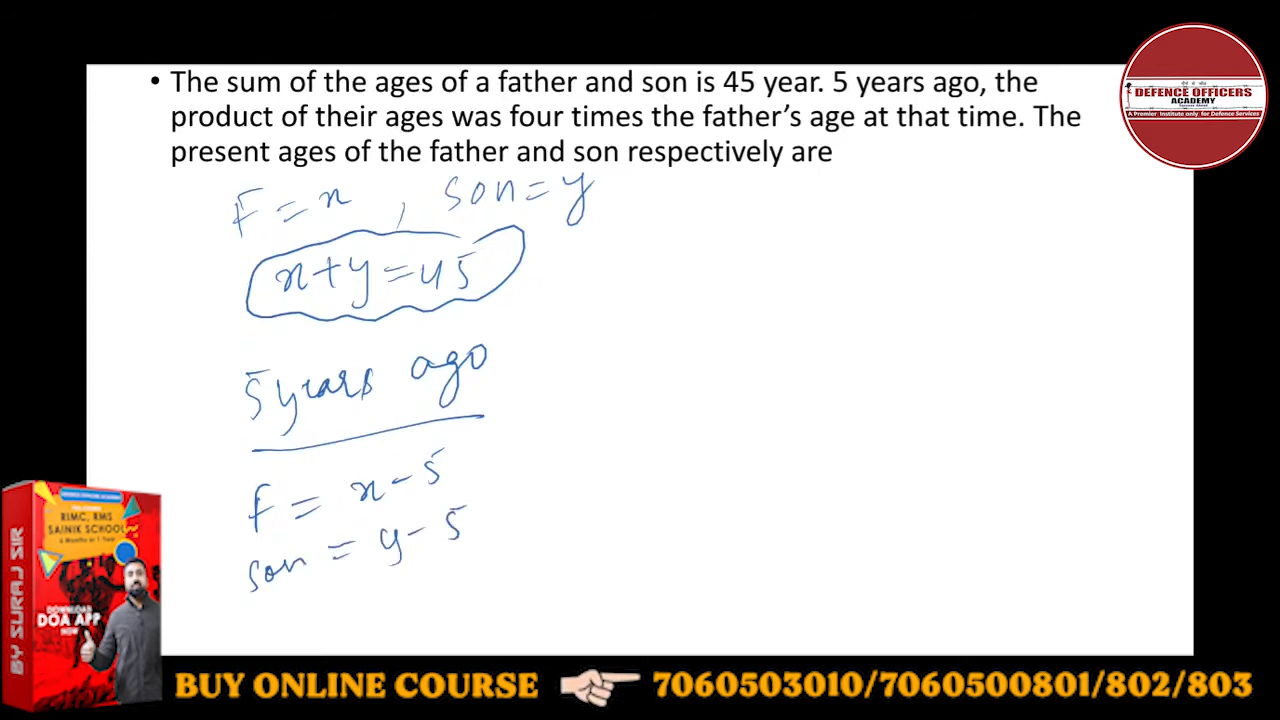 • The sum of the ages of a father and son is 45 year. 5 years ago, the
product of their ages was four times the father's age at that time. The
present ages of the father and son respectively are
F = x , son = y
x+y=45
5 years ago
F = x - 5
son = y - 5
DEFENCE OFFICERS
ACADEMY
A Premier Institute only for Defence Services
RIMC, RMS
SAINIK SCHOOL
BY SURAJ SIR
DOWNLOAD
DOA APP
NOW
BUY ONLINE COURSE 7060503010/7060500801/802/803